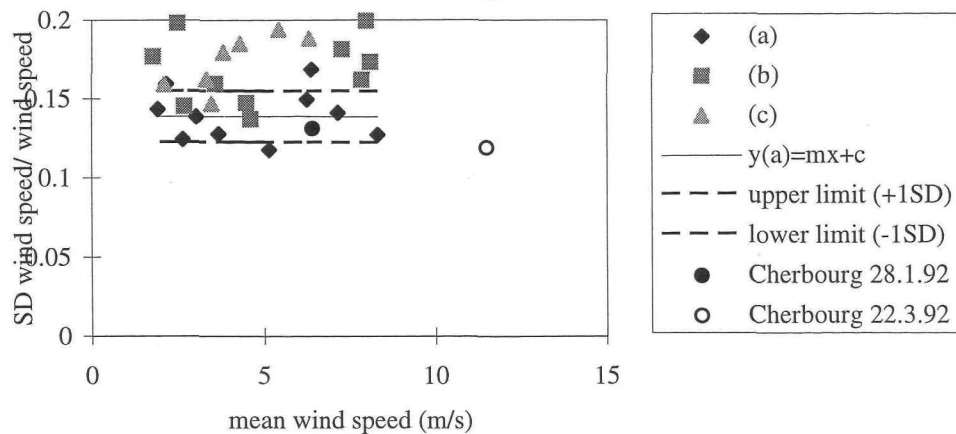 SD wind speed/ wind speed
0.2
0.15
0.1
0.05
0
0
5
10
15
mean wind speed (m/s)
(a)
(b)
(c)
y(a)=mx+c
upper limit (+1SD)
lower limit (-1SD)
Cherbourg 28.1.92
Cherbourg 22.3.92